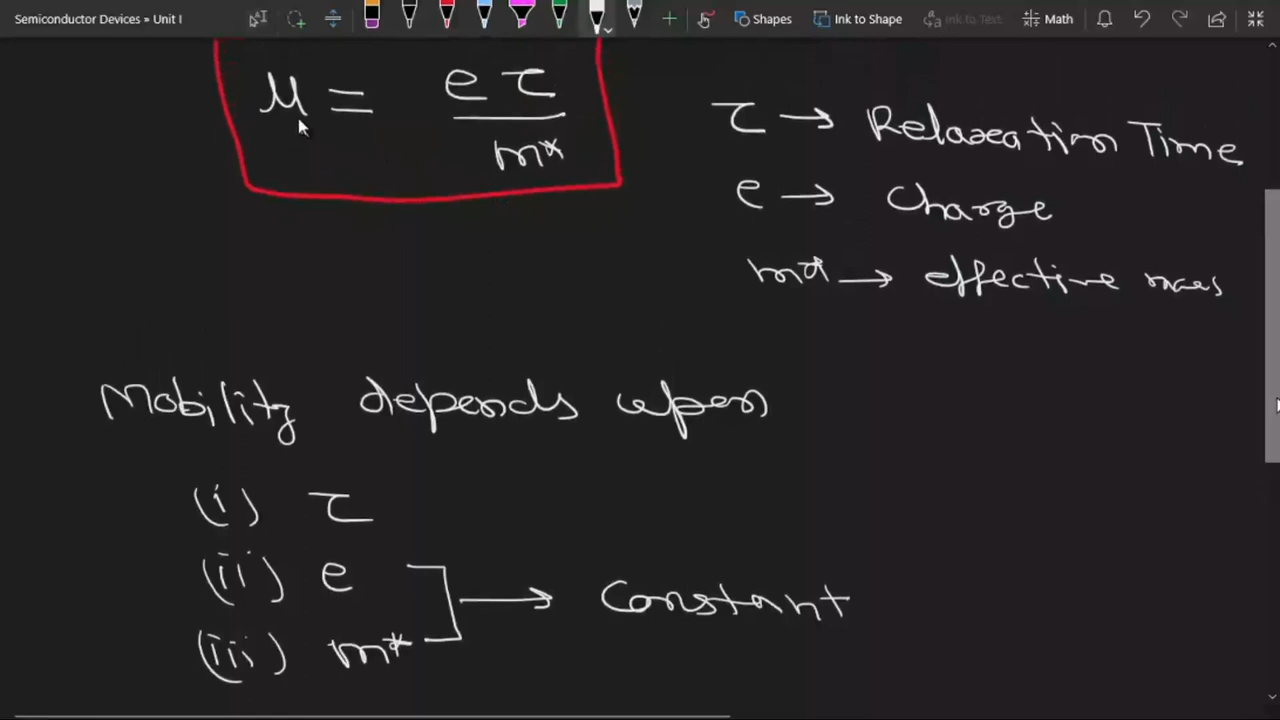 Semiconductor Devices » Unit I
Shapes
Ink to Shape
Ink to Text
Math
μ = eτ / m*
τ → Relaxation Time
e → Charge
m* → effective mass
Mobility depends upon
(i) τ
(ii) e
(iii) m*
→ Constant